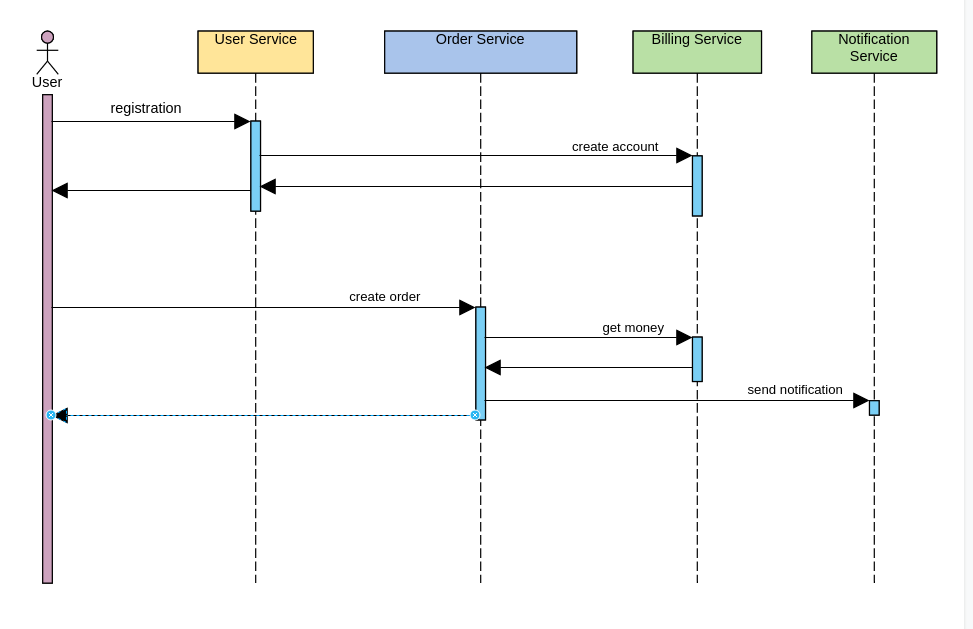 User
User Service
Order Service
Billing Service
Notification
Service
registration
create account
create order
get money
send notification